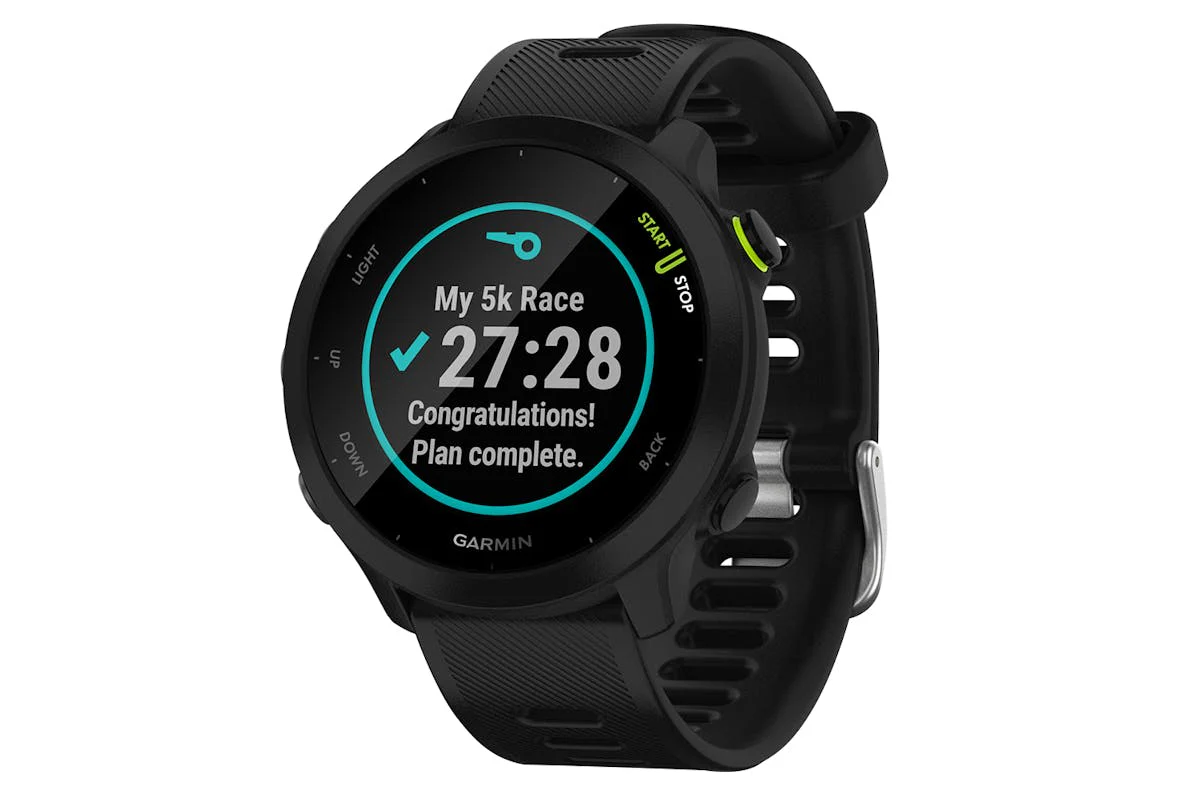 START
STOP
LIGHT
My 5k Race
27:28
UP
Congratulations!
Plan complete.
DOWN
BACK
GARMIN